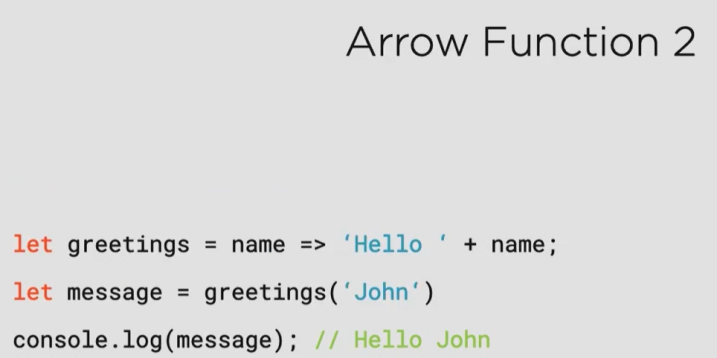 Arrow Function 2
let greetings = name => ‘Hello ‘ + name;
let message = greetings(‘John‘)
console.log(message); // Hello John